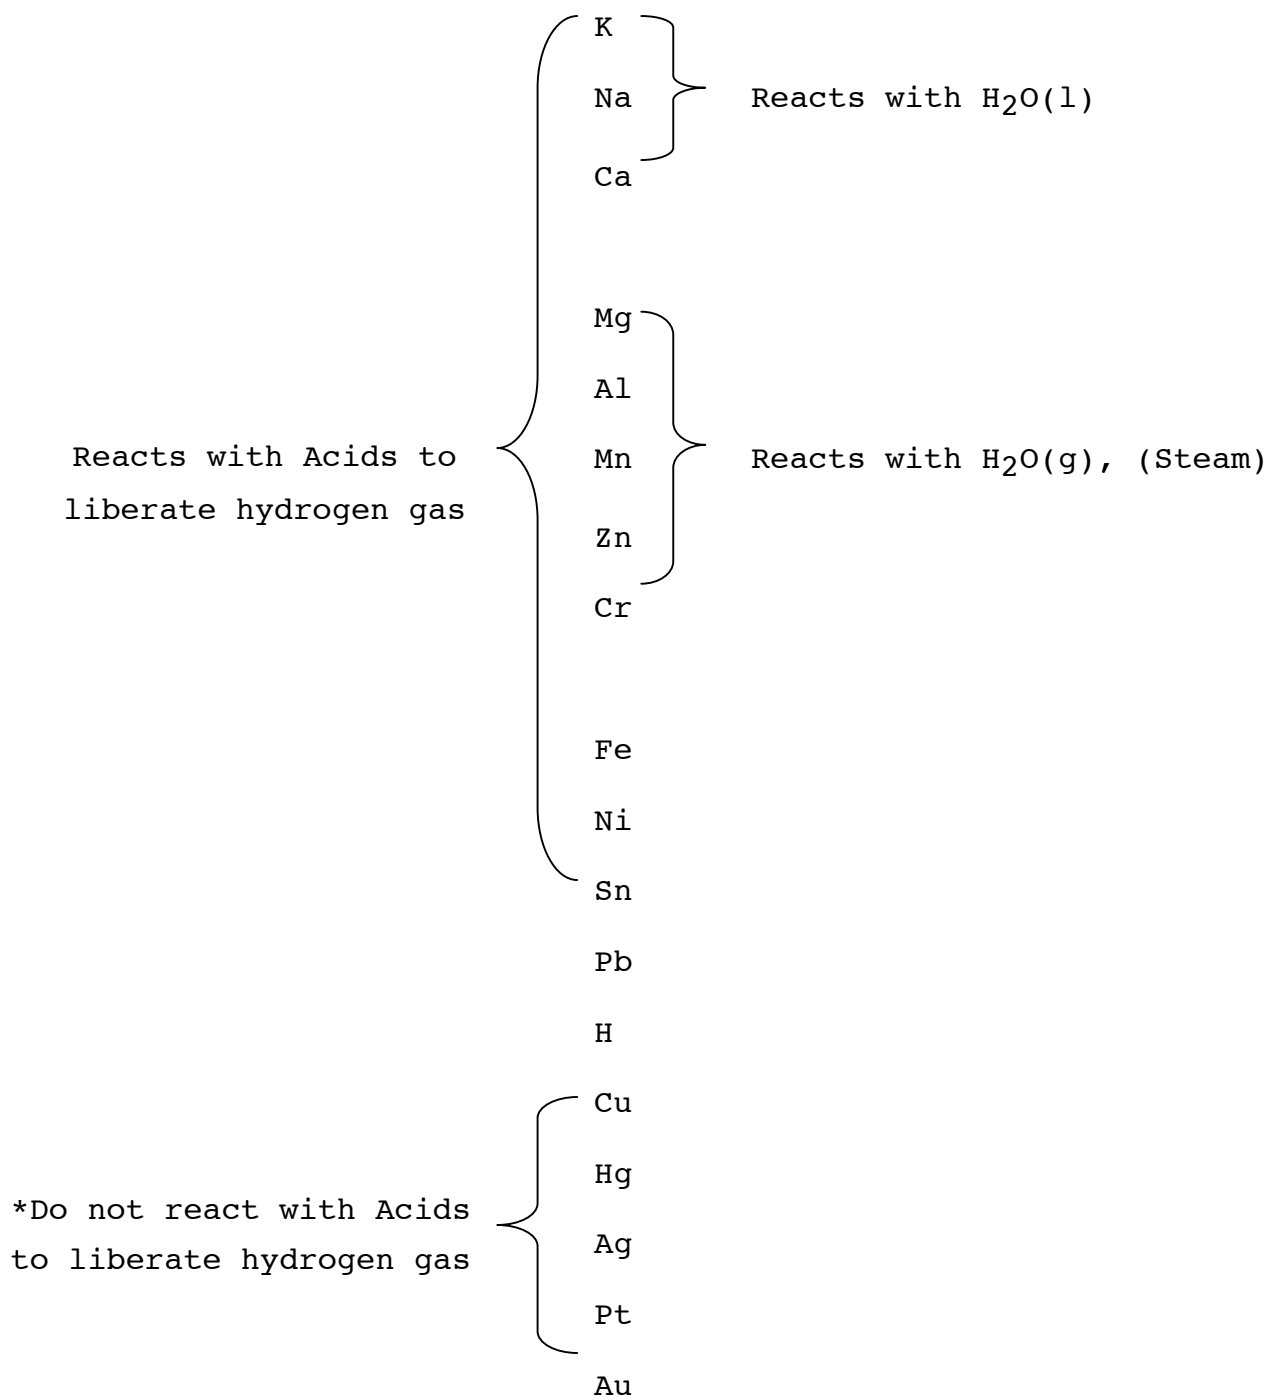 K
Na Reacts with H₂O(l)
Ca
Mg
Al
Reacts with Acids to Mn Reacts with H₂O(g), (Steam)
liberate hydrogen gas
Zn
Cr
Fe
Ni
Sn
Pb
H
Cu
Hg
*Do not react with Acids
Ag
to liberate hydrogen gas
Pt
Au